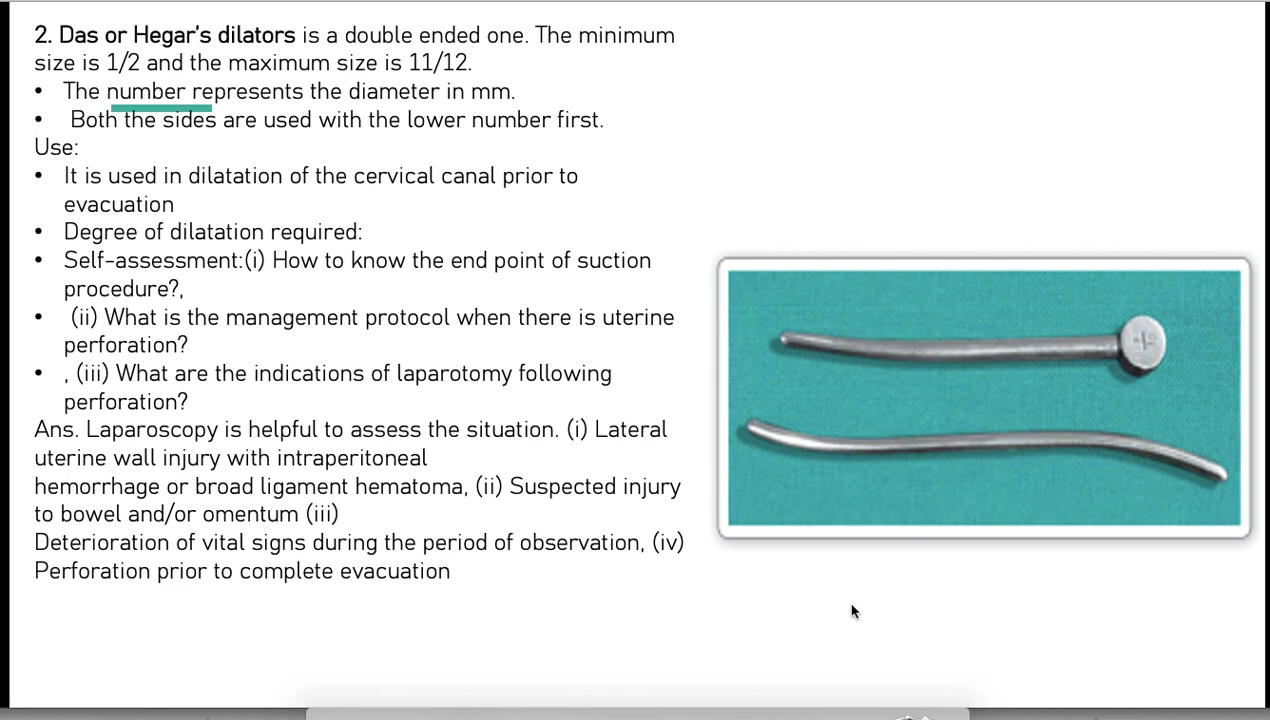 2. Das or Hegar's dilators is a double ended one. The minimum
size is 1/2 and the maximum size is 11/12.
• The number represents the diameter in mm.
• Both the sides are used with the lower number first.
Use:
• It is used in dilatation of the cervical canal prior to
evacuation
• Degree of dilatation required:
• Self-assessment:(i) How to know the end point of suction
procedure?,
• (ii) What is the management protocol when there is uterine
perforation?
• , (iii) What are the indications of laparotomy following
perforation?
Ans. Laparoscopy is helpful to assess the situation. (i) Lateral
uterine wall injury with intraperitoneal
hemorrhage or broad ligament hematoma, (ii) Suspected injury
to bowel and/or omentum (iii)
Deterioration of vital signs during the period of observation, (iv)
Perforation prior to complete evacuation